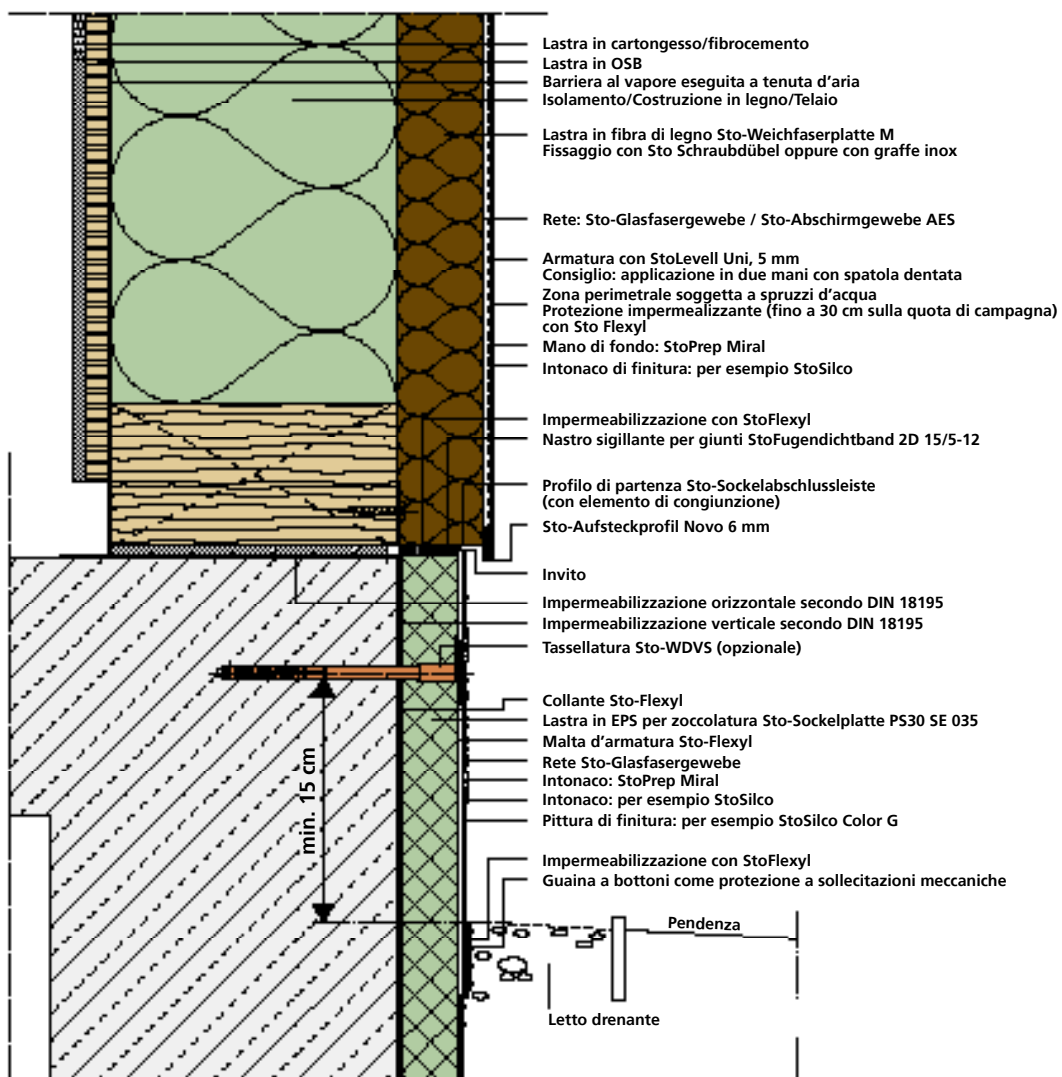 Lastra in cartongesso/fibrocemento
Lastra in OSB
Barriera al vapore eseguita a tenuta d'aria
Isolamento/Costruzione in legno/Telaio
Lastra in fibra di legno Sto-Weichfaserplatte M
Fissaggio con Sto Schraubdübel oppure con graffe inox
Rete: Sto-Glasfasergewebe / Sto-Abschirmgewebe AES
Armatura con StoLevell Uni, 5 mm
Consiglio: applicazione in due mani con spatola dentata
Zona perimetrale soggetta a spruzzi d'acqua
Protezione impermealizzante (fino a 30 cm sulla quota di campagna)
con Sto Flexyl
Mano di fondo: StoPrep Miral
Intonaco di finitura: per esempio StoSilco
Impermeabilizzazione con StoFlexyl
Nastro sigillante per giunti StoFugendichtband 2D 15/5-12
Profilo di partenza Sto-Sockelabschlussleiste
(con elemento di congiunzione)
Sto-Aufsteckprofil Novo 6 mm
Invito
Impermeabilizzazione orizzontale secondo DIN 18195
Impermeabilizzazione verticale secondo DIN 18195
Tassellatura Sto-WDVS (opzionale)
Collante Sto-Flexyl
Lastra in EPS per zoccolatura Sto-Sockelplatte PS30 SE 035
Malta d'armatura Sto-Flexyl
Rete Sto-Glasfasergewebe
Intonaco: StoPrep Miral
Intonaco: per esempio StoSilco
Pittura di finitura: per esempio StoSilco Color G
min. 15 cm
Impermeabilizzazione con StoFlexyl
Guaina a bottoni come protezione a sollecitazioni meccaniche
Pendenza
Letto drenante